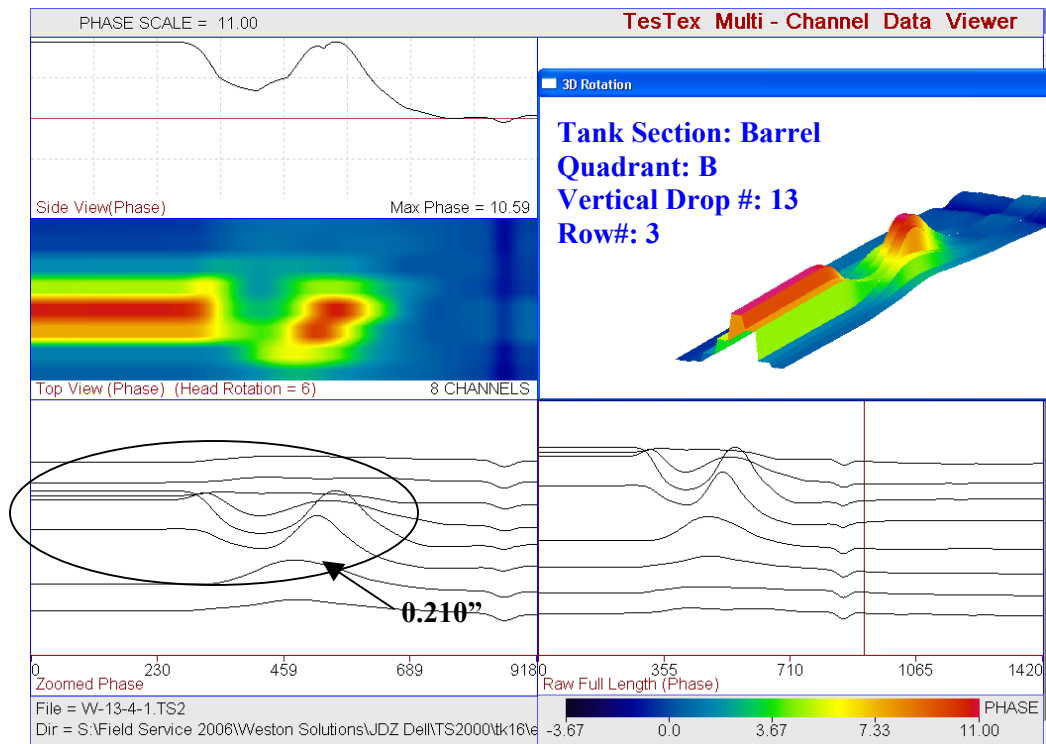 PHASE SCALE = 11.00
TesTex Multi - Channel Data Viewer
Side View(Phase)
Max Phase = 10.59
3D Rotation
Tank Section: Barrel
Quadrant: B
Vertical Drop #: 13
Row#: 3
Top View (Phase) (Head Rotation = 6)
8 CHANNELS
0.210”
0 230 459 689 918
Zoomed Phase
0 355 710 1065 1420
Raw Full Length (Phase)
File = W-13-4-1.TS2
Dir = S:\Field Service 2006\Weston Solutions\JDZ Dell\TS2000\tk16\e
PHASE
-3.67 0.0 3.67 7.33 11.00